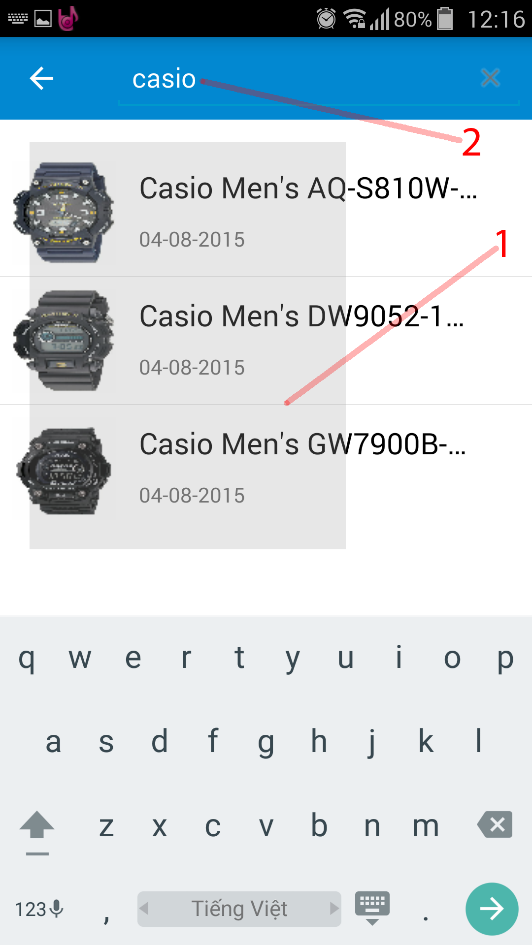 80% 12:16
casio
2
Casio Men's AQ-S810W-...
04-08-2015
1
Casio Men's DW9052-1...
04-08-2015
Casio Men's GW7900B-...
04-08-2015
q w e r t y u i o p
a s d f g h j k l
z x c v b n m
123 , Tiếng Việt .